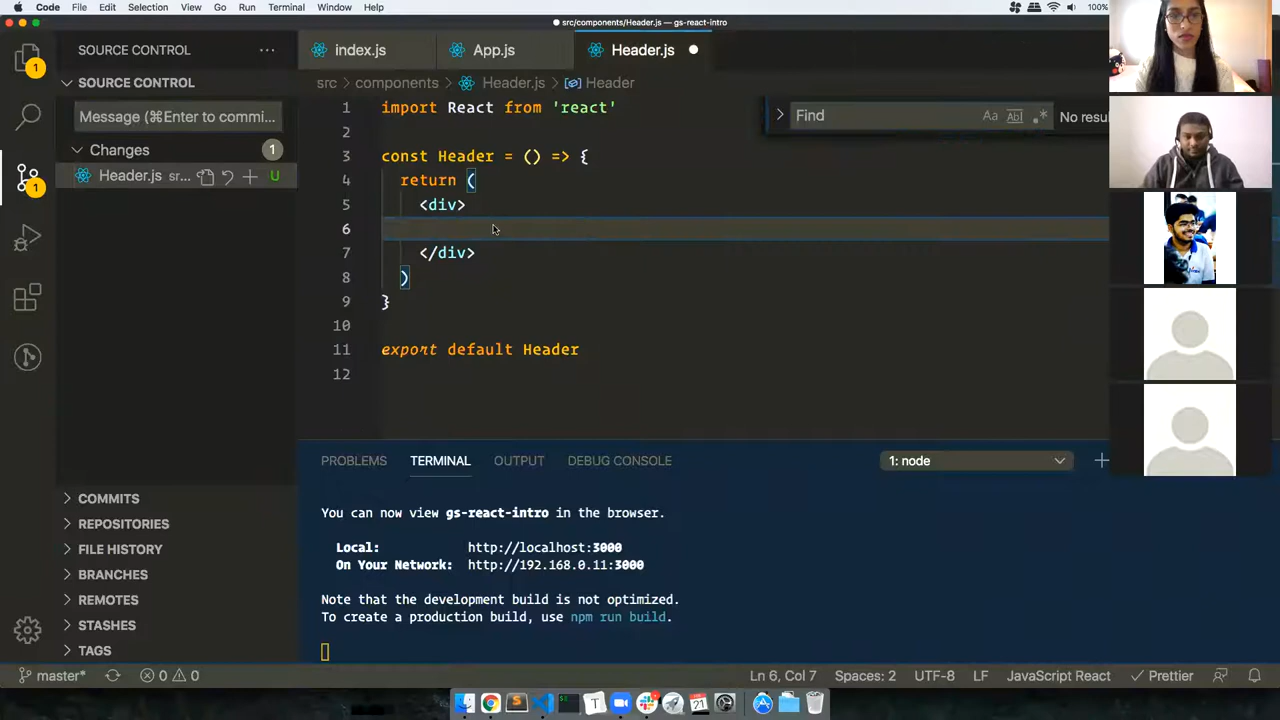 Code File Edit Selection View Go Run Terminal Window Help 100%
src/components/Header.js — gs-react-intro
SOURCE CONTROL ···
index.js App.js Header.js
SOURCE CONTROL
src > components > Header.js > Header
Message (⌘Enter to commi...
Find Aa Abl .* No resu
Changes 1
Header.js sr... U
1 import React from 'react'
2
3 const Header = () => {
4 return (
5 <div>
6
7 </div>
8 )
9 }
10
11 export default Header
12
1
1
PROBLEMS TERMINAL OUTPUT DEBUG CONSOLE 1: node
You can now view gs-react-intro in the browser.
Local: http://localhost:3000
On Your Network: http://192.168.0.11:3000
Note that the development build is not optimized.
To create a production build, use npm run build.
COMMITS
REPOSITORIES
FILE HISTORY
BRANCHES
REMOTES
STASHES
TAGS
master* 0 0 Ln 6, Col 7 Spaces: 2 UTF-8 LF JavaScript React Prettier
T 21